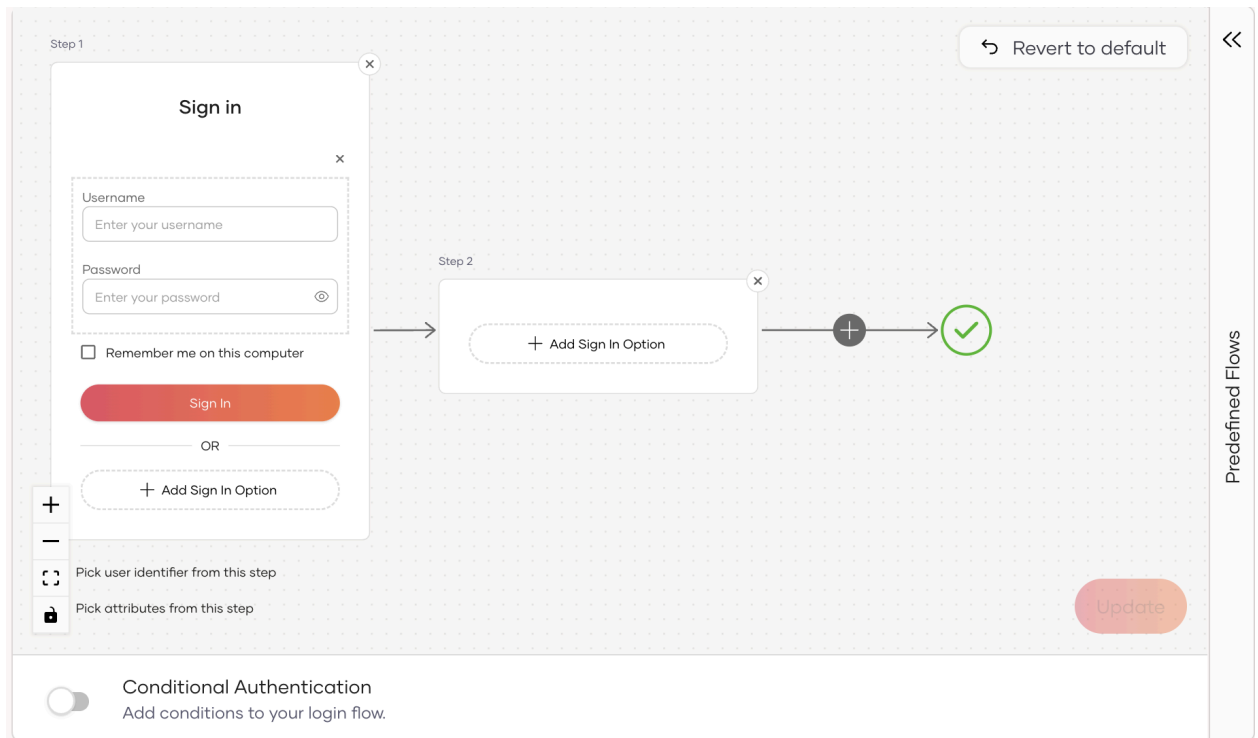 Step 1
Revert to default
Sign in
Username
Enter your username
Password
Enter your password
Remember me on this computer
Sign In
OR
Add Sign In Option
Step 2
Add Sign In Option
Pick user identifier from this step
Pick attributes from this step
Update
Predefined Flows
Conditional Authentication
Add conditions to your login flow.